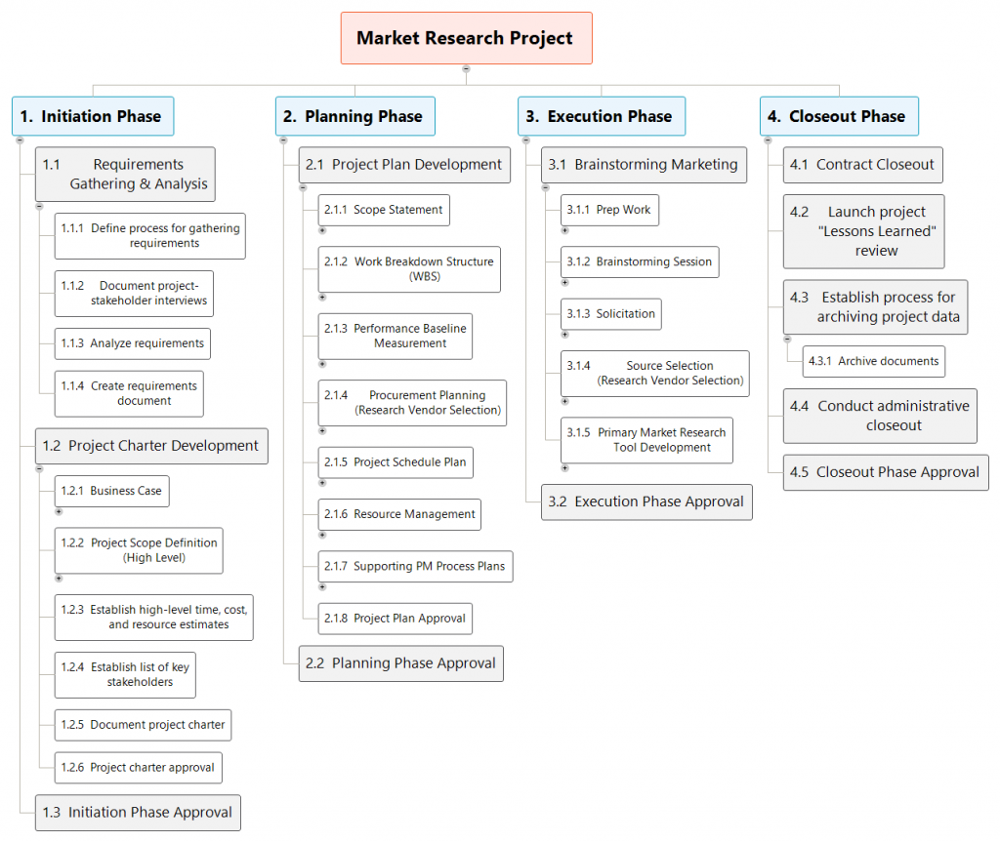 Market Research Project
1. Initiation Phase
1.1 Requirements
Gathering & Analysis
1.1.1 Define process for gathering
requirements
1.1.2 Document project-
stakeholder interviews
1.1.3 Analyze requirements
1.1.4 Create requirements
document
1.2 Project Charter Development
1.2.1 Business Case
1.2.2 Project Scope Definition
(High Level)
1.2.3 Establish high-level time, cost,
and resource estimates
1.2.4 Establish list of key
stakeholders
1.2.5 Document project charter
1.2.6 Project charter approval
1.3 Initiation Phase Approval
2. Planning Phase
2.1 Project Plan Development
2.1.1 Scope Statement
2.1.2 Work Breakdown Structure
(WBS)
2.1.3 Performance Baseline
Measurement
2.1.4 Procurement Planning
(Research Vendor Selection)
2.1.5 Project Schedule Plan
2.1.6 Resource Management
2.1.7 Supporting PM Process Plans
2.1.8 Project Plan Approval
2.2 Planning Phase Approval
3. Execution Phase
3.1 Brainstorming Marketing
3.1.1 Prep Work
3.1.2 Brainstorming Session
3.1.3 Solicitation
3.1.4 Source Selection
(Research Vendor Selection)
3.1.5 Primary Market Research
Tool Development
3.2 Execution Phase Approval
4. Closeout Phase
4.1 Contract Closeout
4.2 Launch project
"Lessons Learned"
review
4.3 Establish process for
archiving project data
4.3.1 Archive documents
4.4 Conduct administrative
closeout
4.5 Closeout Phase Approval